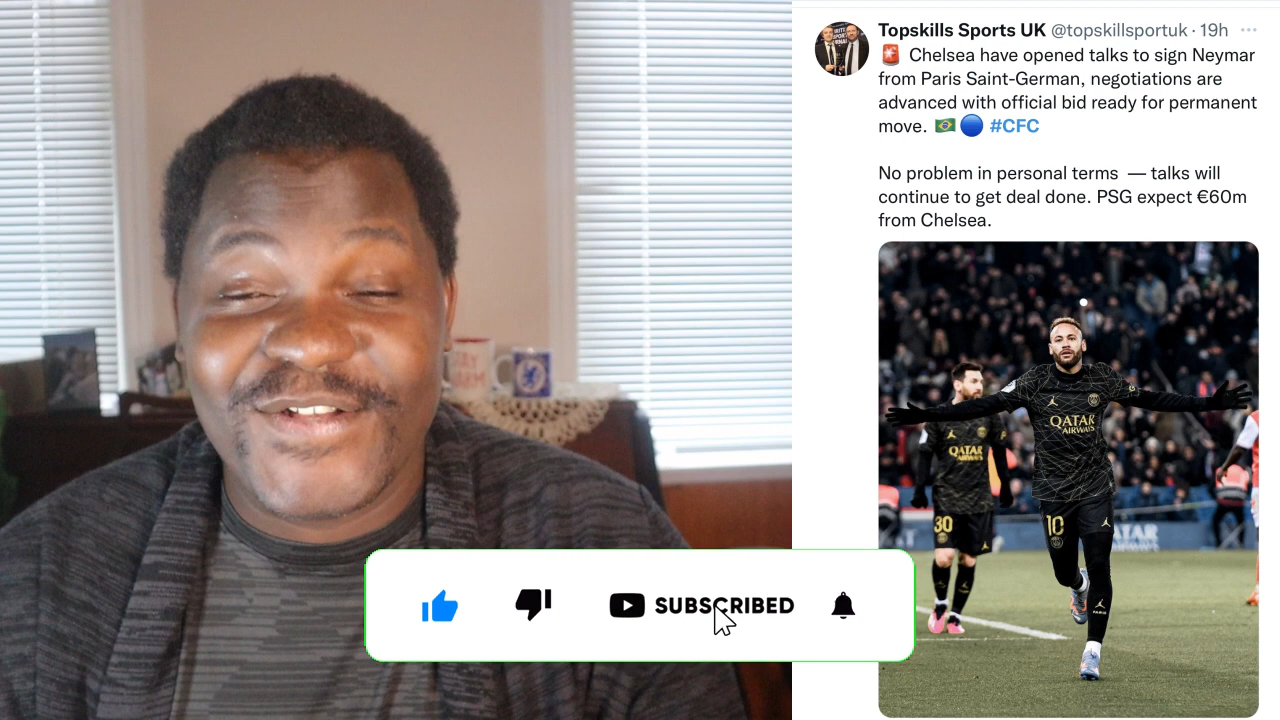 Topskills Sports UK @topskillsportuk · 19h ···
🚨 Chelsea have opened talks to sign Neymar
from Paris Saint-German, negotiations are
advanced with official bid ready for permanent
move. 🇧🇷🔵 #CFC
No problem in personal terms — talks will
continue to get deal done. PSG expect €60m
from Chelsea.
QATAR
AIRWAYS
QATAR
AIRWAYS
30
10
SUBSCRIBED